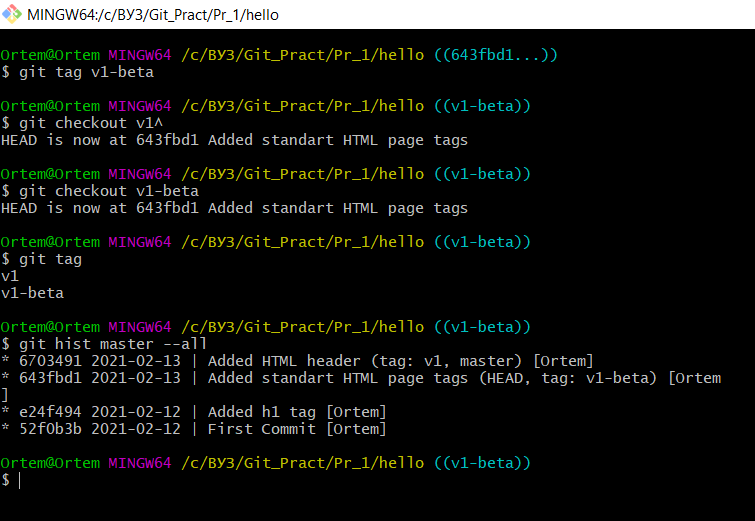 MINGW64:/c/ВУЗ/Git_Pract/Pr_1/hello
Ortem@Ortem MINGW64 /c/ВУЗ/Git_Pract/Pr_1/hello ((643fbd1...))
$ git tag v1-beta
Ortem@Ortem MINGW64 /c/ВУЗ/Git_Pract/Pr_1/hello ((v1-beta))
$ git checkout v1^
HEAD is now at 643fbd1 Added standart HTML page tags
Ortem@Ortem MINGW64 /c/ВУЗ/Git_Pract/Pr_1/hello ((v1-beta))
$ git checkout v1-beta
HEAD is now at 643fbd1 Added standart HTML page tags
Ortem@Ortem MINGW64 /c/ВУЗ/Git_Pract/Pr_1/hello ((v1-beta))
$ git tag
v1
v1-beta
Ortem@Ortem MINGW64 /c/ВУЗ/Git_Pract/Pr_1/hello ((v1-beta))
$ git hist master --all
* 6703491 2021-02-13 | Added HTML header (tag: v1, master) [Ortem]
* 643fbd1 2021-02-13 | Added standart HTML page tags (HEAD, tag: v1-beta) [Ortem
]
* e24f494 2021-02-12 | Added h1 tag [Ortem]
* 52f0b3b 2021-02-12 | First Commit [Ortem]
Ortem@Ortem MINGW64 /c/ВУЗ/Git_Pract/Pr_1/hello ((v1-beta))
$